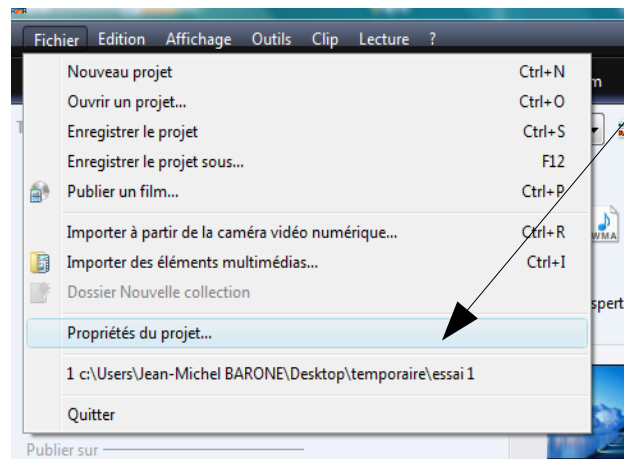 Fichier Edition Affichage Outils Clip Lecture ?
Nouveau projet Ctrl+N
Ouvrir un projet... Ctrl+O
Enregistrer le projet Ctrl+S
Enregistrer le projet sous... F12
Publier un film... Ctrl+P
Importer à partir de la caméra vidéo numérique... Ctrl+R
Importer des éléments multimédias... Ctrl+I
Dossier Nouvelle collection
Propriétés du projet...
1 c:\Users\Jean-Michel BARONE\Desktop\temporaire\essai 1
Quitter
WMA
Publier sur